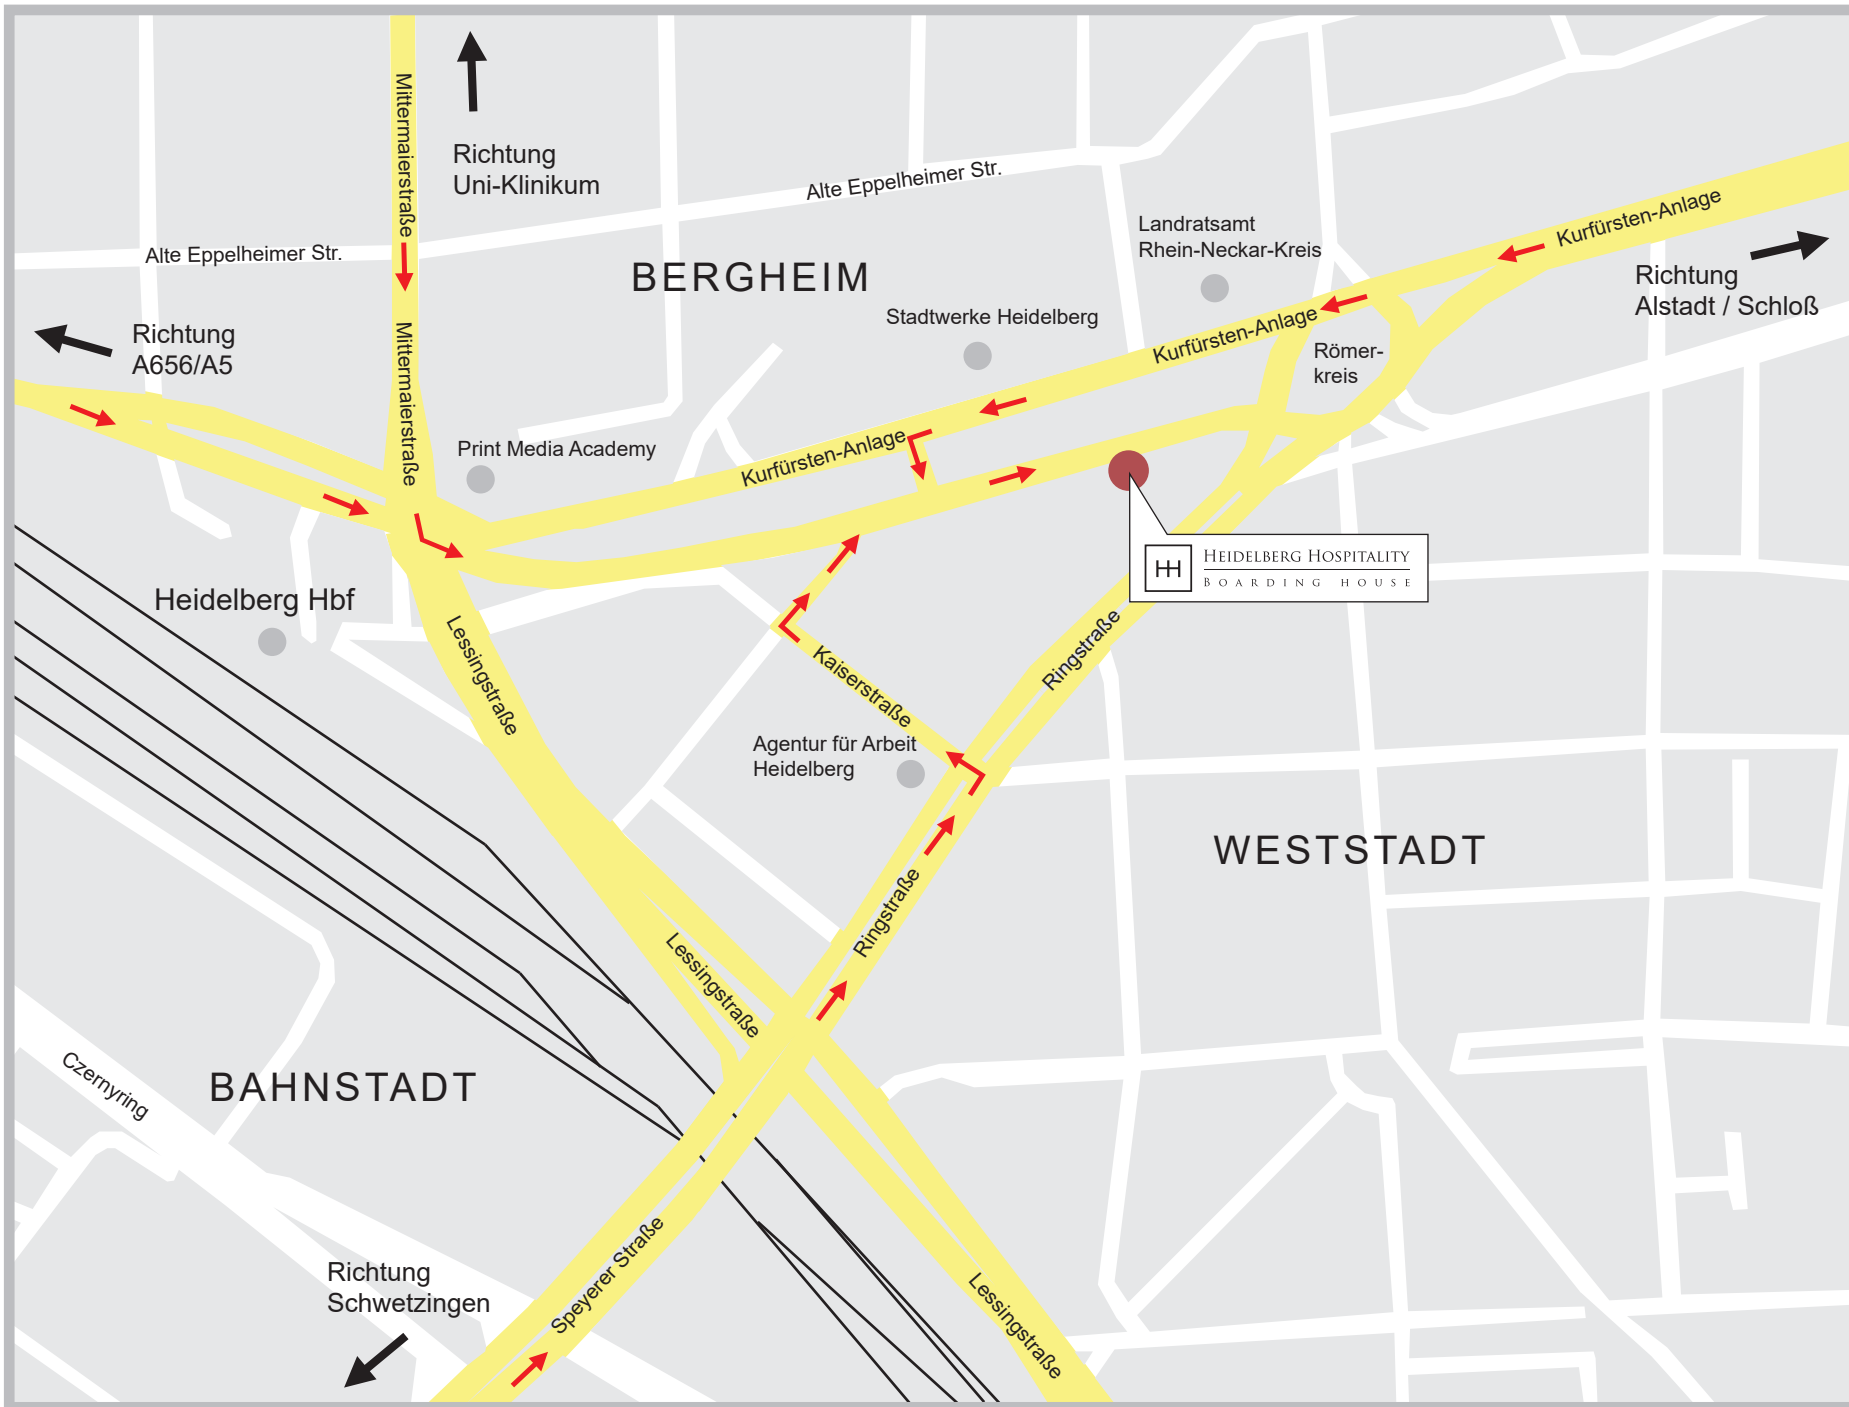 Mittermaierstraße
Richtung
Uni-Klinikum
Alte Eppelheimer Str.
Alte Eppelheimer Str.
Landratsamt
Rhein-Neckar-Kreis
Kurfürsten-Anlage
Richtung
Alstadt / Schloß
BERGHEIM
Stadtwerke Heidelberg
Kurfürsten-Anlage
Römer-
kreis
Richtung
A656/A5
Mittermaierstraße
Print Media Academy
Kurfürsten-Anlage
HEIDELBERG HOSPITALITY
BOARDING HOUSE
Heidelberg Hbf
Lessingstraße
Kaiserstraße
Ringstraße
Agentur für Arbeit
Heidelberg
WESTSTADT
Ringstraße
Lessingstraße
Czernyring
BAHNSTADT
Richtung
Schwetzingen
Speyerer Straße
Lessingstraße